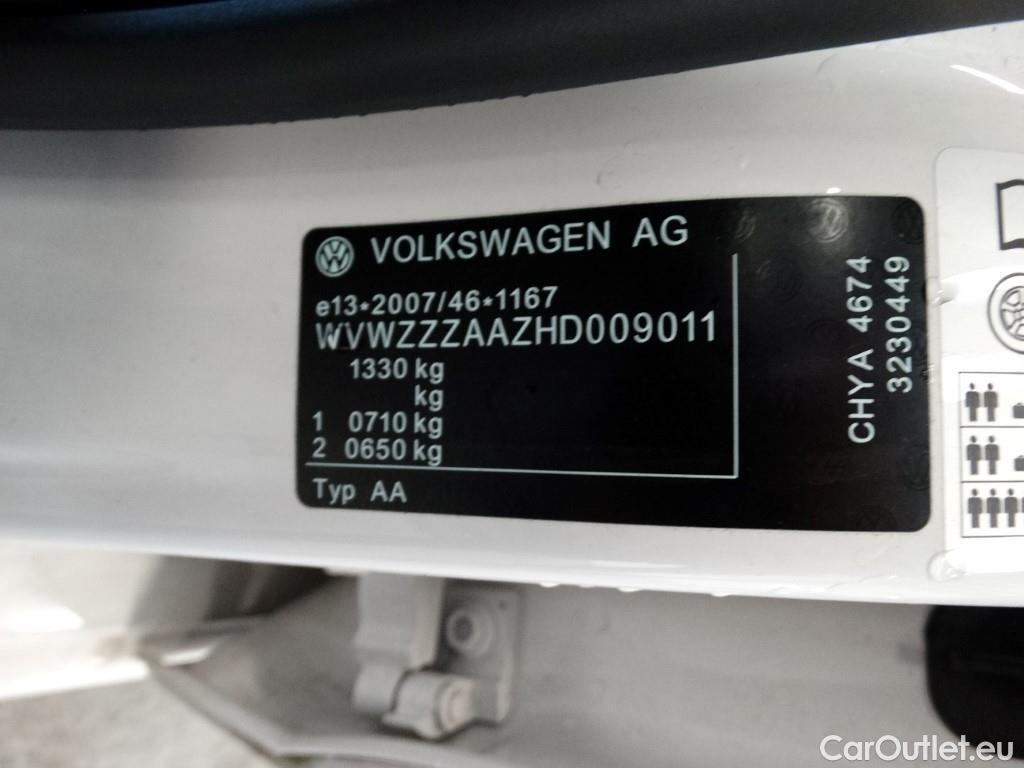 VOLKSWAGEN AG
e13*2007/46*1167
WVWZZZAAZHD009011
1330 kg
kg
1 0710 kg
2 0650 kg
Typ AA
CHYA 4674
3230449
CarOutlet.eu